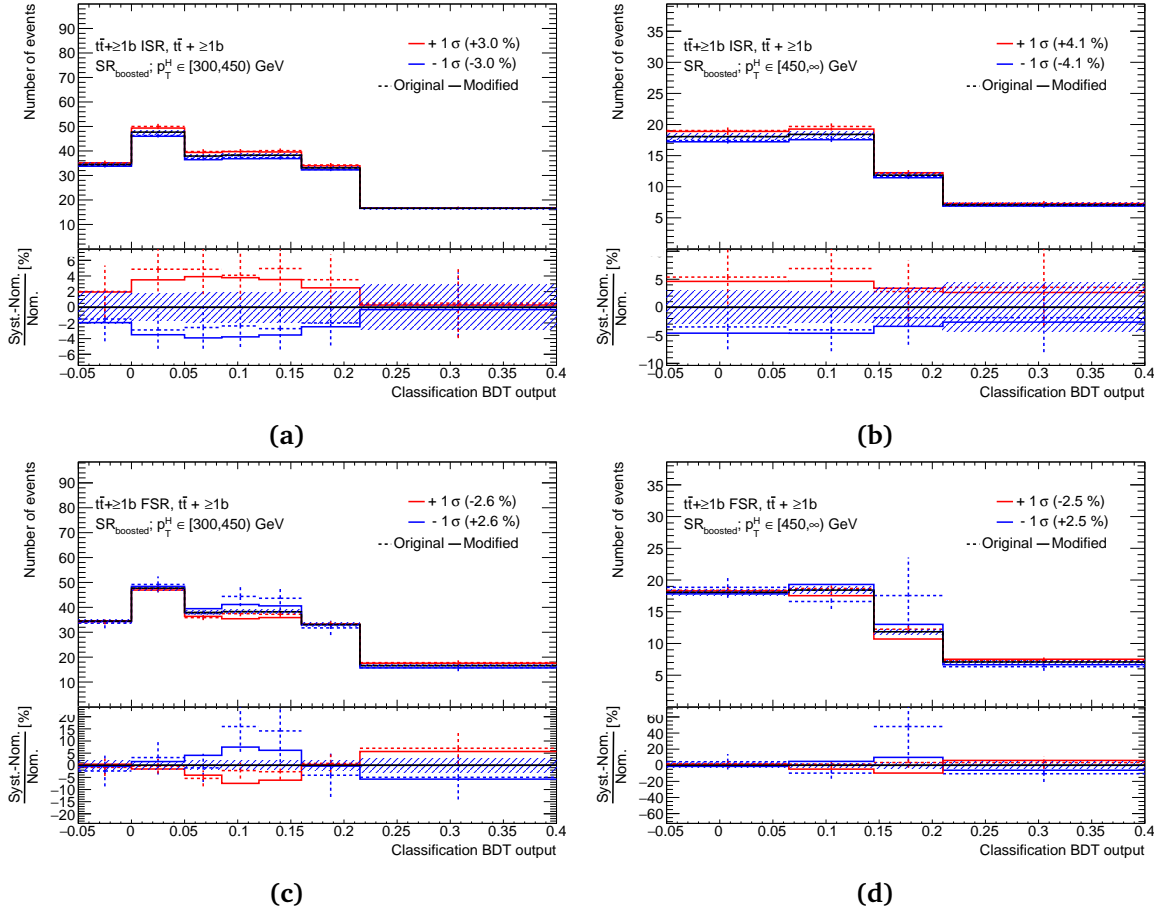 Number of events
100
90
80
70
60
50
40
30
20
10
tt̄+≥1b ISR, tt̄ + ≥1b
SR_boosted; p_T^H ∈ [300,450) GeV
+ 1 σ (+3.0 %)
- 1 σ (-3.0 %)
Original Modified
Syst.-Nom. [%]
Nom.
6
4
2
0
−2
−4
−6
−0.05 0 0.05 0.1 0.15 0.2 0.25 0.3 0.35 0.4
Classification BDT output
(a)
Number of events
35
30
25
20
15
10
5
tt̄+≥1b ISR, tt̄ + ≥1b
SR_boosted; p_T^H ∈ [450,∞) GeV
+ 1 σ (+4.1 %)
- 1 σ (-4.1 %)
Original Modified
Syst.-Nom. [%]
Nom.
10
5
0
−5
−10
−0.05 0 0.05 0.1 0.15 0.2 0.25 0.3 0.35 0.4
Classification BDT output
(b)
Number of events
90
80
70
60
50
40
30
20
10
tt̄+≥1b FSR, tt̄ + ≥1b
SR_boosted; p_T^H ∈ [300,450) GeV
+ 1 σ (-2.6 %)
- 1 σ (+2.6 %)
Original Modified
Syst.-Nom. [%]
Nom.
20
15
10
5
0
−5
−10
−15
−20
−0.05 0 0.05 0.1 0.15 0.2 0.25 0.3 0.35 0.4
Classification BDT output
(c)
Number of events
35
30
25
20
15
10
5
tt̄+≥1b FSR, tt̄ + ≥1b
SR_boosted; p_T^H ∈ [450,∞) GeV
+ 1 σ (-2.5 %)
- 1 σ (+2.5 %)
Original Modified
Syst.-Nom. [%]
Nom.
60
40
20
0
−20
−40
−60
−0.05 0 0.05 0.1 0.15 0.2 0.25 0.3 0.35 0.4
Classification BDT output
(d)